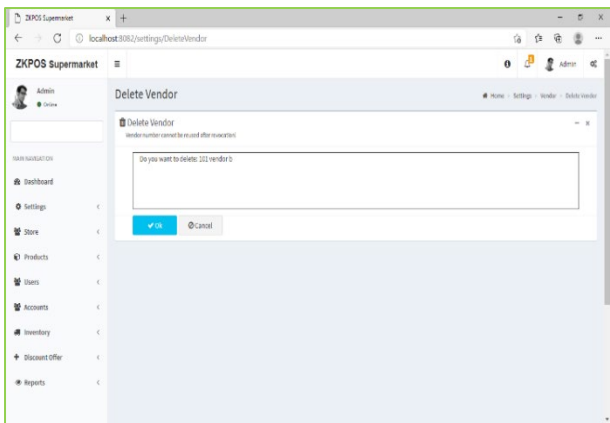 ZKPOS Supermarket
localhost:8082/settings/DeleteVendor
ZKPOS Supermarket
Admin
Admin
Online
Delete Vendor
Home > Settings > Vendor > Delete Vendor
Delete Vendor
Vendor number cannot be reused after revocation!
Do you want to delete: 101 vendor b
Ok
Cancel
MAIN NAVIGATION
Dashboard
Settings
Store
Products
Users
Accounts
Inventory
Discount Offer
Reports